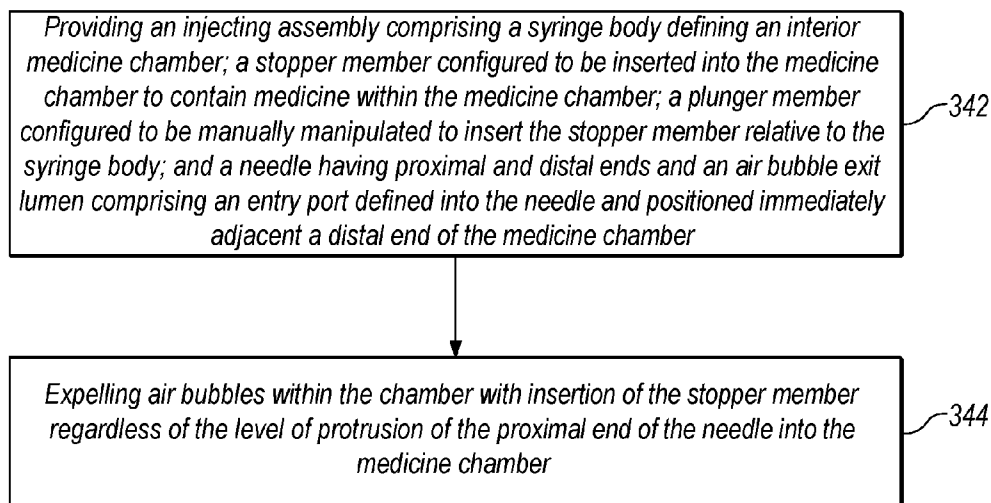 Providing an injecting assembly comprising a syringe body defining an interior
medicine chamber; a stopper member configured to be inserted into the medicine
chamber to contain medicine within the medicine chamber; a plunger member
configured to be manually manipulated to insert the stopper member relative to the
syringe body; and a needle having proximal and distal ends and an air bubble exit
lumen comprising an entry port defined into the needle and positioned immediately
adjacent a distal end of the medicine chamber
342
Expelling air bubbles within the chamber with insertion of the stopper member
regardless of the level of protrusion of the proximal end of the needle into the
medicine chamber
344